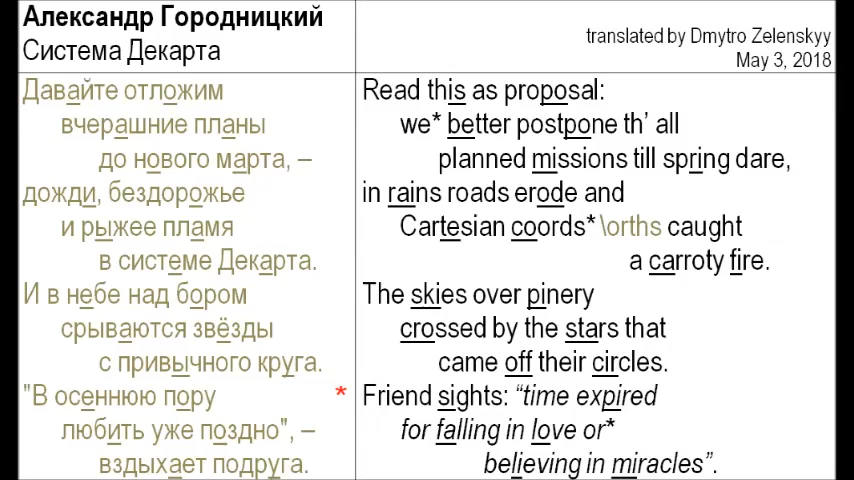 Александр Городницкий
Система Декарта
translated by Dmytro Zelenskyy
May 3, 2018
Давайте отложим
вчерашние планы
до нового марта, –
дожди, бездорожье
и рыжее пламя
в системе Декарта.
И в небе над бором
срываются звёзды
с привычного круга.
"В осеннюю пору
любить уже поздно", –
вздыхает подруга.
*
Read this as proposal:
we* better postpone th’ all
planned missions till spring dare,
in rains roads erode and
Cartesian coords* \orths caught
a carroty fire.
The skies over pinery
crossed by the stars that
came off their circles.
Friend sights: “time expired
for falling in love or*
believing in miracles”.